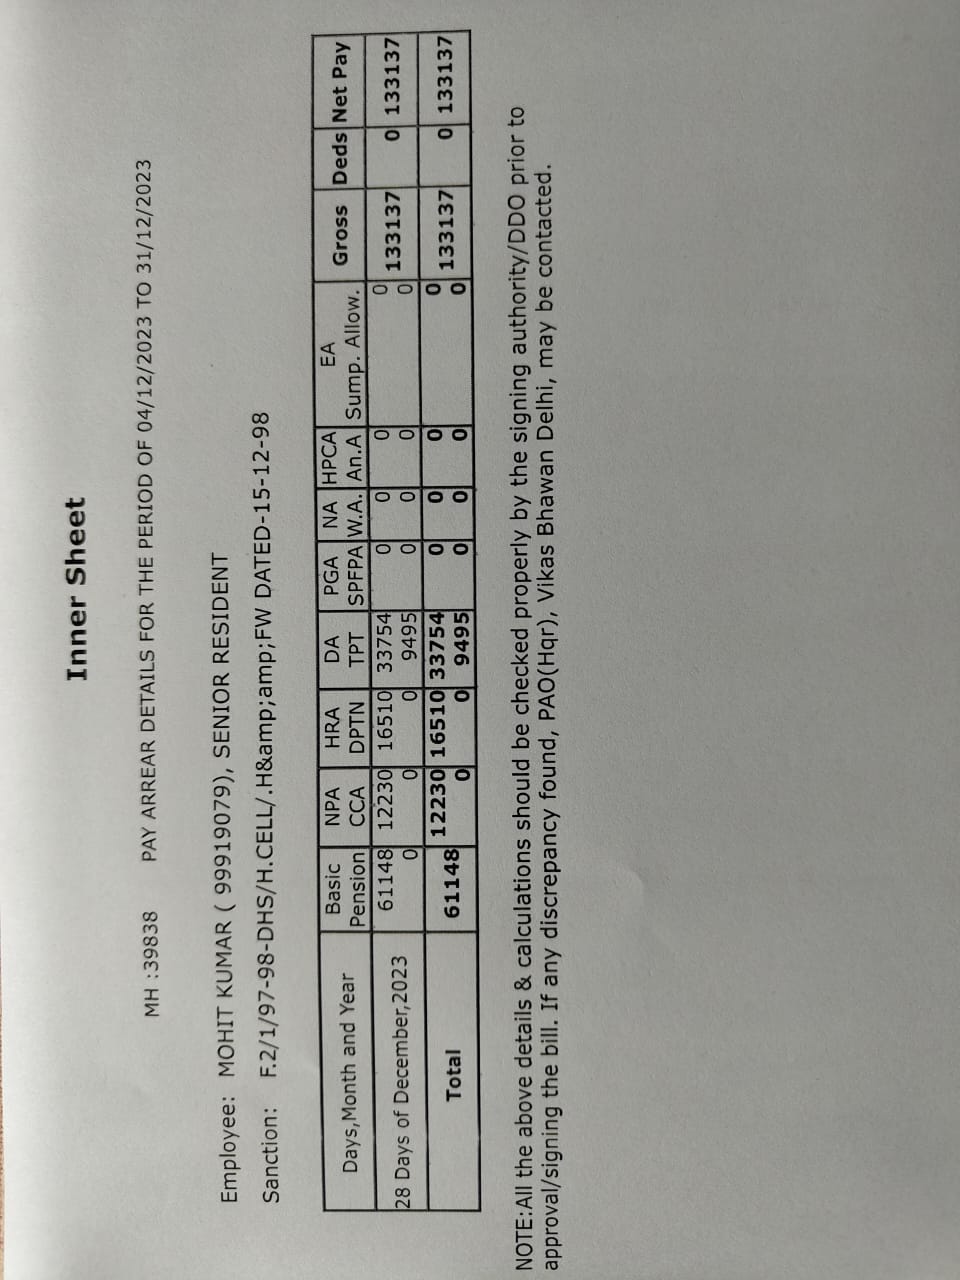 Inner Sheet
MH :39838 PAY ARREAR DETAILS FOR THE PERIOD OF 04/12/2023 TO 31/12/2023
Employee: MOHIT KUMAR ( 99919079), SENIOR RESIDENT
Sanction: F.2/1/97-98-DHS/H.CELL/.H&amp;amp;FW DATED-15-12-98
Days,Month and Year Basic NPA HRA DA PGA NA HPCA EA Gross Deds Net Pay
Pension CCA DPTN TPT SPFPA W.A. An.A Sump. Allow.
28 Days of December,2023 61148 12230 16510 33754 0 0 0 0 133137 0 133137
0 0 0 9495 0 0 0 0
Total 61148 12230 16510 33754 0 0 0 0 133137 0 133137
0 0 9495 0 0 0 0
NOTE:All the above details & calculations should be checked properly by the signing authority/DDO prior to
approval/signing the bill. If any discrepancy found, PAO(Hqr), Vikas Bhawan Delhi, may be contacted.